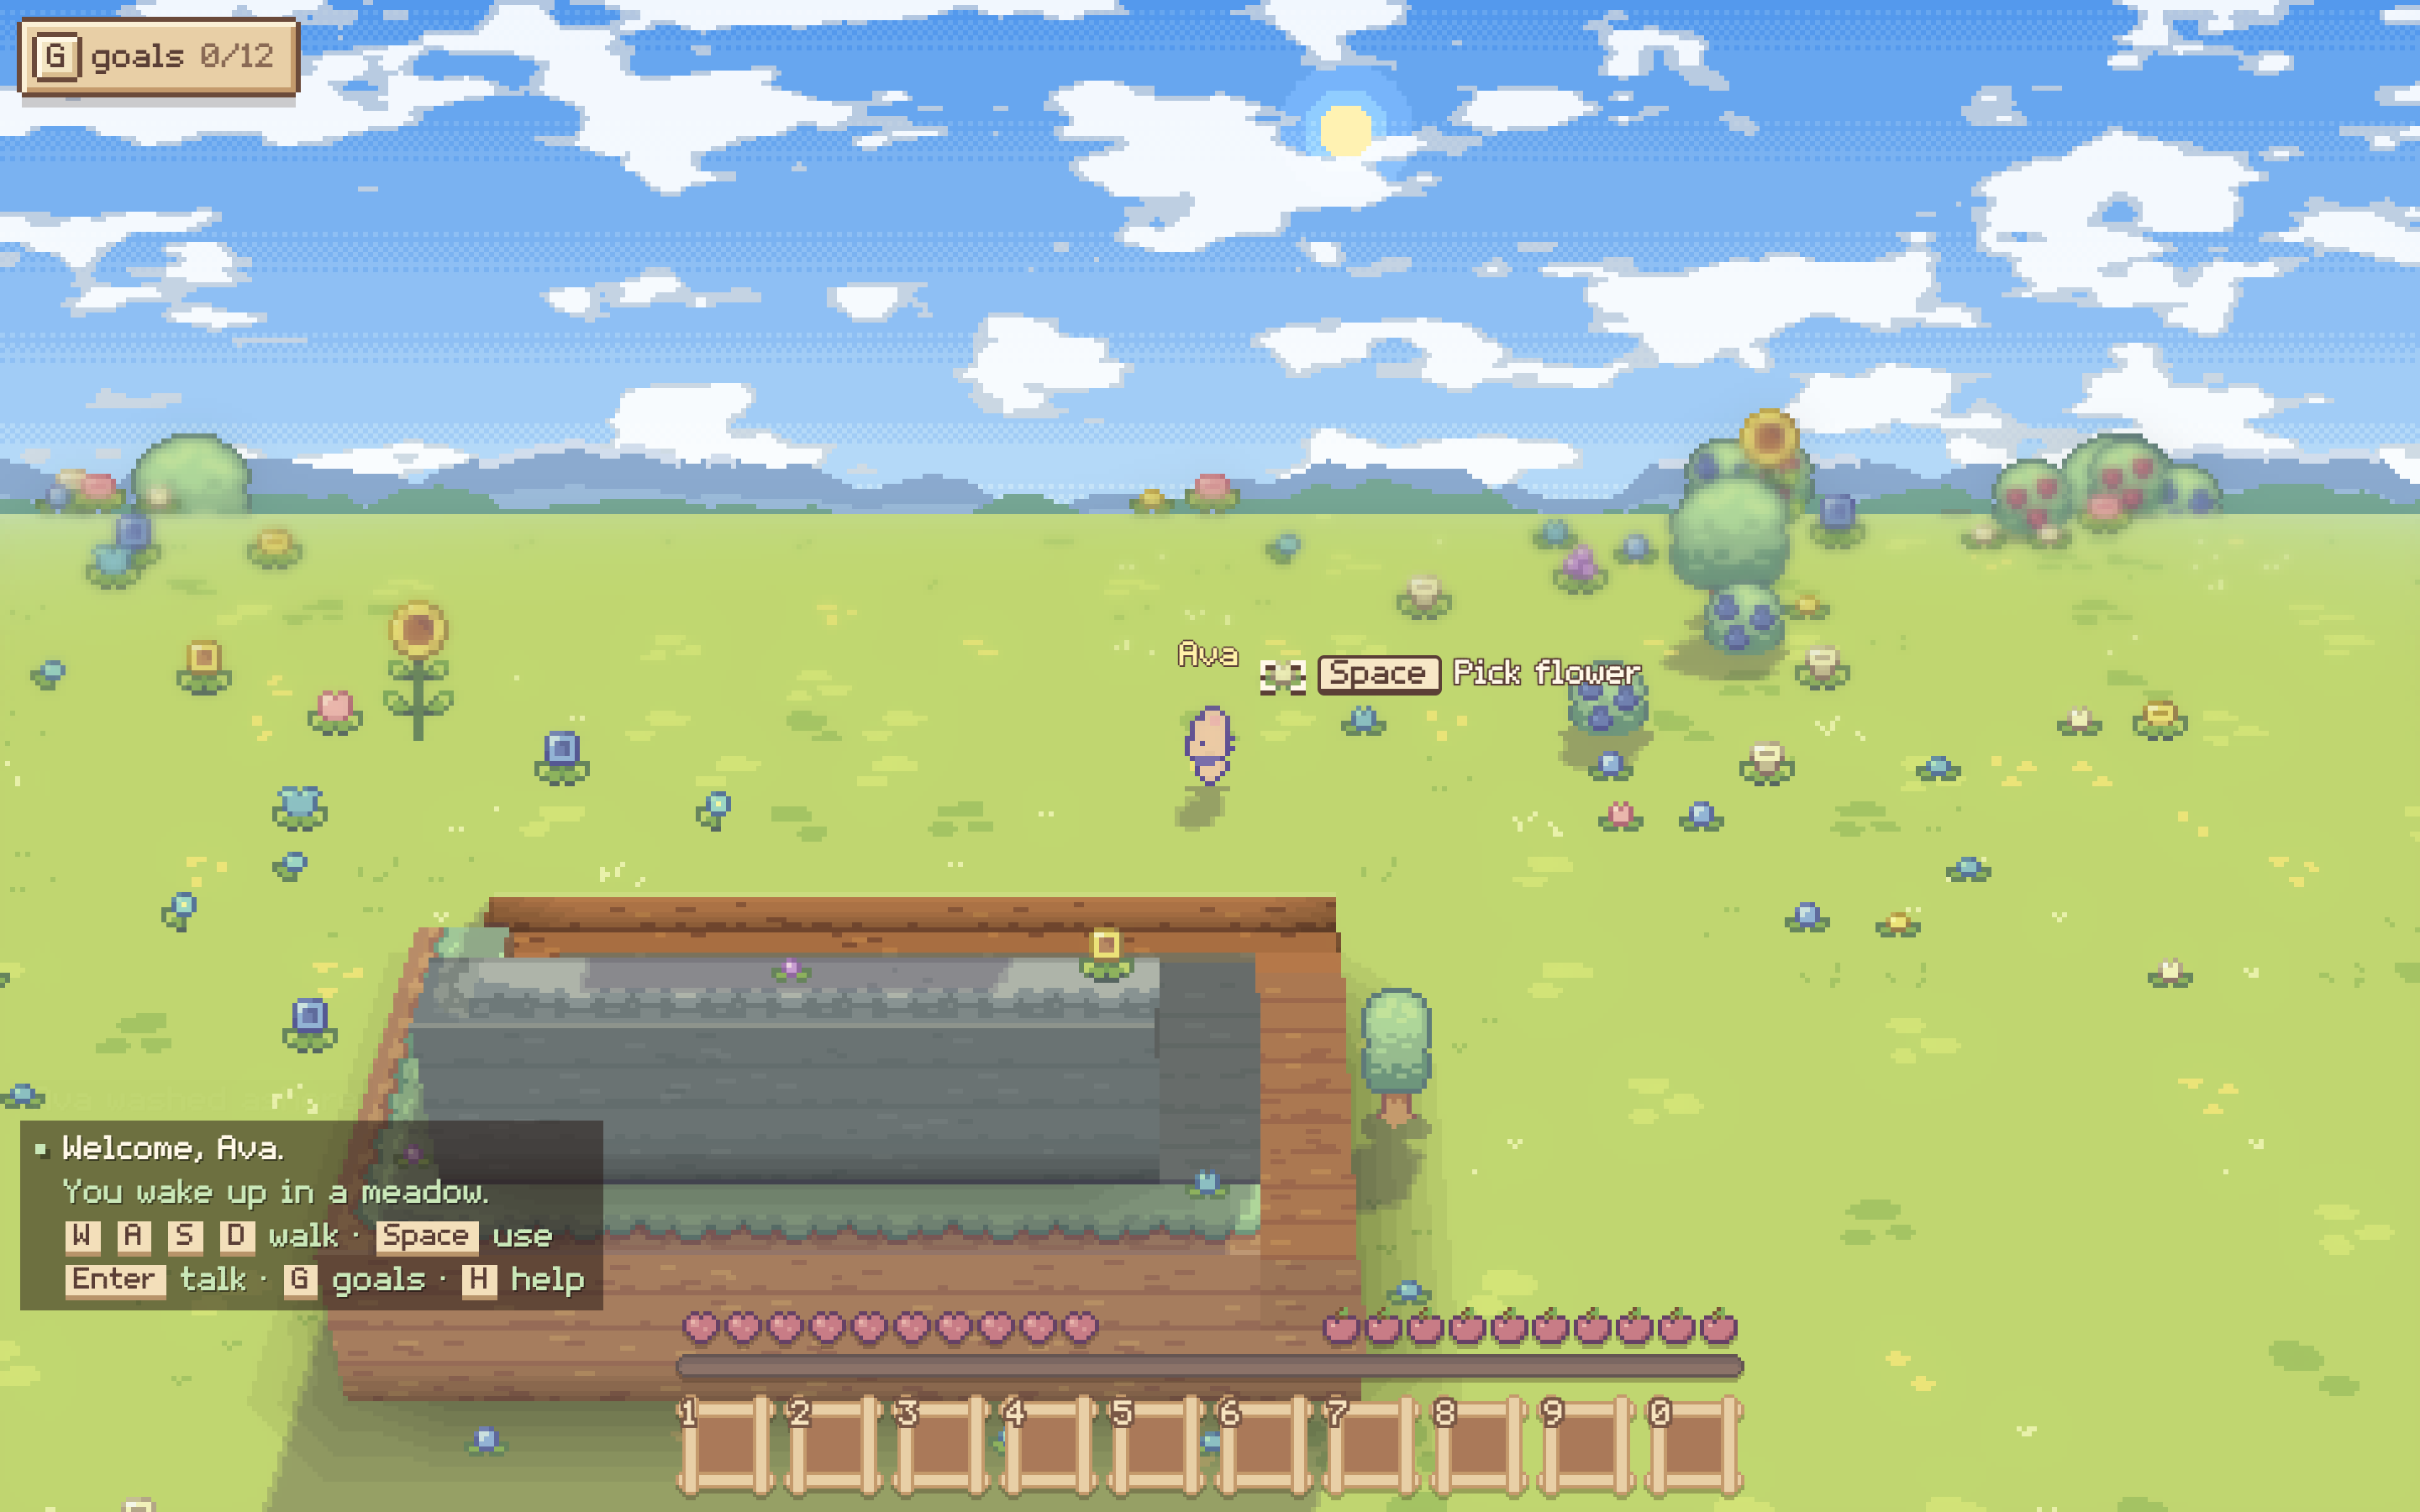 G goals 0/12
Ava
Space Pick flower
Welcome, Ava.
You wake up in a meadow.
W A S D walk · Space use
Enter talk · G goals · H help
1 2 3 4 5 6 7 8 9 0